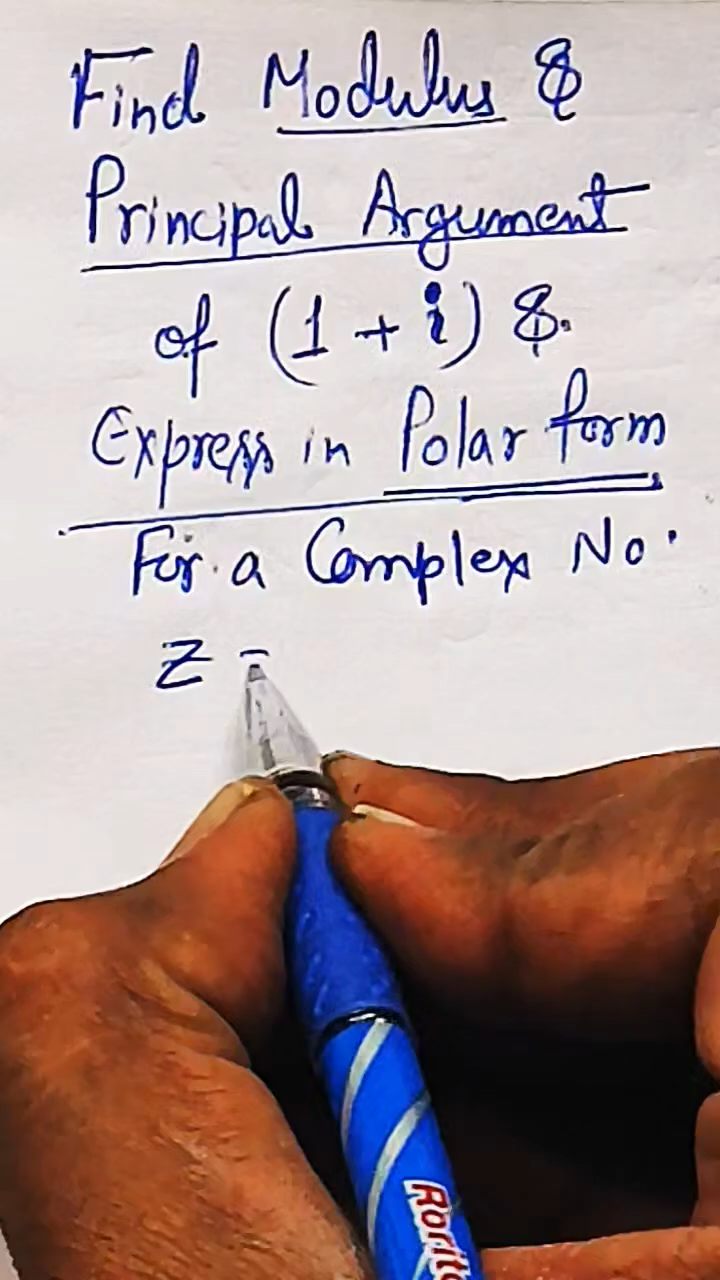 Find Modulus &
Principal Argument
of (1 + i) &
Express in Polar form
For a Complex No.
Z =
Rorito